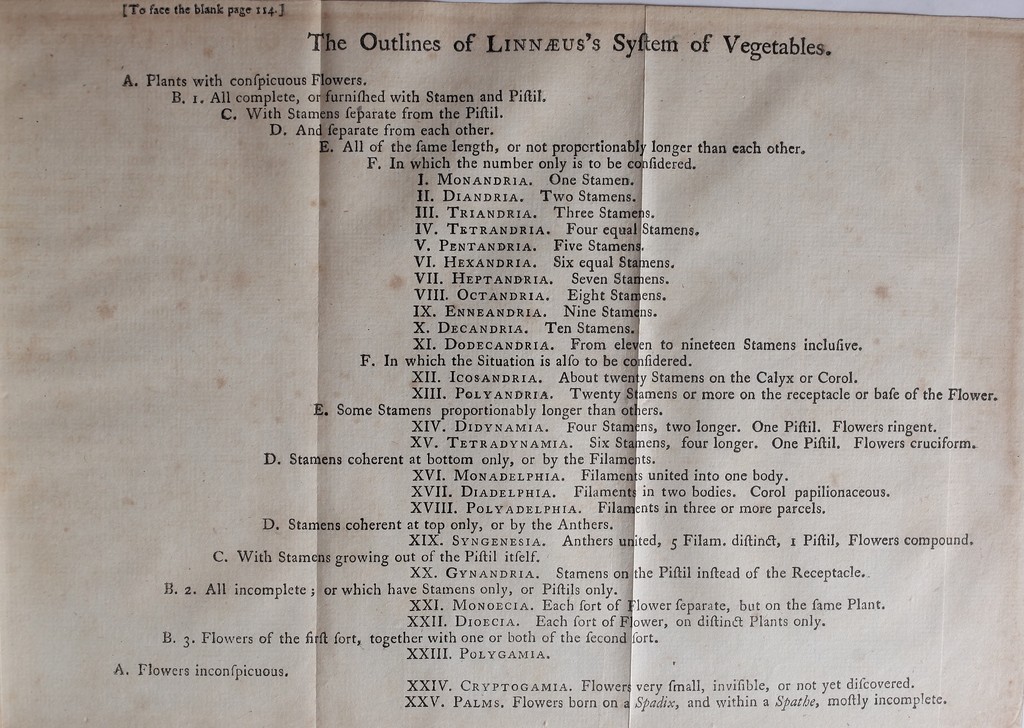 [To face the blank page 114.]
The Outlines of LINNÆUS'S Syſtem of Vegetables.
A. Plants with conſpicuous Flowers.
B. 1. All complete, or furniſhed with Stamen and Piſtil.
C. With Stamens ſeparate from the Piſtil.
D. And ſeparate from each other.
E. All of the ſame length, or not proportionably longer than each other.
F. In which the number only is to be conſidered.
I. MONANDRIA. One Stamen.
II. DIANDRIA. Two Stamens.
III. TRIANDRIA. Three Stamens.
IV. TETRANDRIA. Four equal Stamens.
V. PENTANDRIA. Five Stamens.
VI. HEXANDRIA. Six equal Stamens.
VII. HEPTANDRIA. Seven Stamens.
VIII. OCTANDRIA. Eight Stamens.
IX. ENNEANDRIA. Nine Stamens.
X. DECANDRIA. Ten Stamens.
XI. DODECANDRIA. From eleven to nineteen Stamens incluſive.
F. In which the Situation is alſo to be conſidered.
XII. ICOSANDRIA. About twenty Stamens on the Calyx or Corol.
XIII. POLYANDRIA. Twenty Stamens or more on the receptacle or baſe of the Flower.
E. Some Stamens proportionably longer than others.
XIV. DIDYNAMIA. Four Stamens, two longer. One Piſtil. Flowers ringent.
XV. TETRADYNAMIA. Six Stamens, four longer. One Piſtil. Flowers cruciform.
D. Stamens coherent at bottom only, or by the Filaments.
XVI. MONADELPHIA. Filaments united into one body.
XVII. DIADELPHIA. Filaments in two bodies. Corol papilionaceous.
XVIII. POLYADELPHIA. Filaments in three or more parcels.
D. Stamens coherent at top only, or by the Anthers.
XIX. SYNGENESIA. Anthers united, 5 Filam. diſtinct, 1 Piſtil, Flowers compound.
C. With Stamens growing out of the Piſtil itſelf.
XX. GYNANDRIA. Stamens on the Piſtil inſtead of the Receptacle.
B. 2. All incomplete; or which have Stamens only, or Piſtils only.
XXI. MONOECIA. Each ſort of Flower ſeparate, but on the ſame Plant.
XXII. DIOECIA. Each ſort of Flower, on diſtinct Plants only.
B. 3. Flowers of the firſt ſort, together with one or both of the ſecond ſort.
XXIII. POLYGAMIA.
A. Flowers inconſpicuous.
XXIV. CRYPTOGAMIA. Flowers very ſmall, inviſible, or not yet diſcovered.
XXV. PALMS. Flowers born on a Spadix, and within a Spathe, moſtly incomplete.